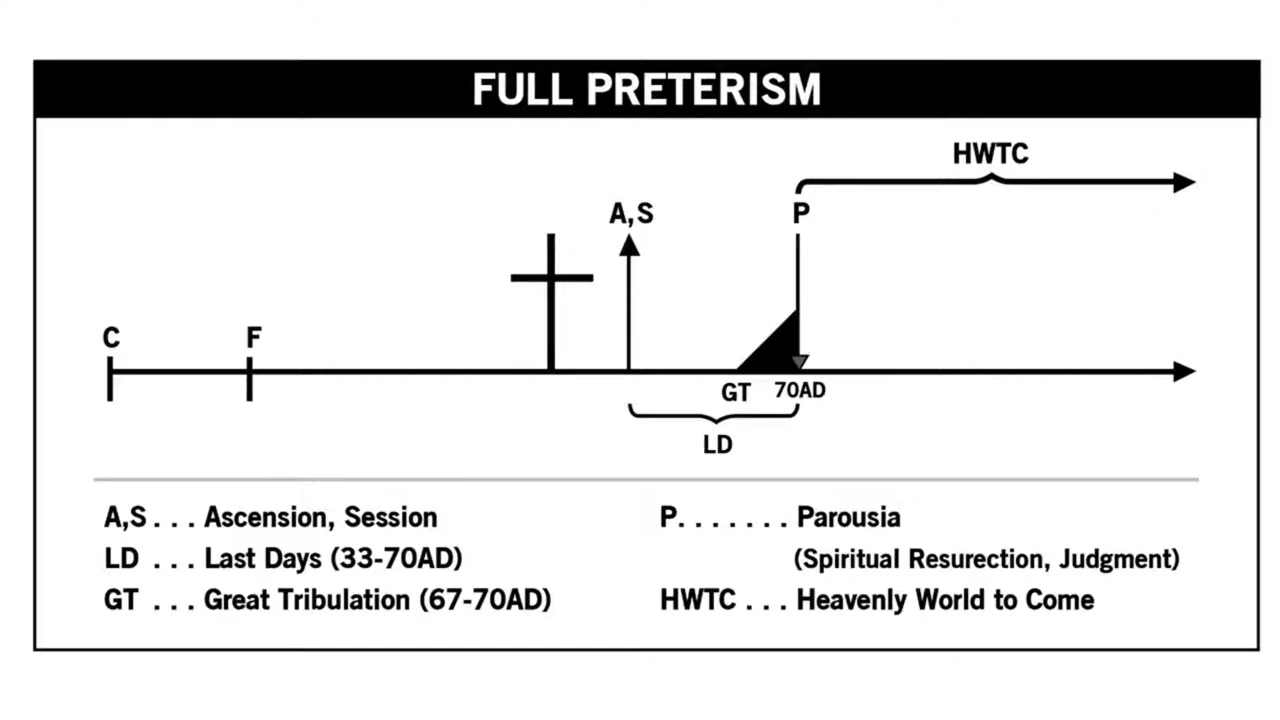 FULL PRETERISM
HWTC
A,S
P
C
F
GT
70AD
LD
A,S . . . Ascension, Session
LD . . . Last Days (33-70AD)
GT . . . Great Tribulation (67-70AD)
P. . . . . . . Parousia
(Spiritual Resurection, Judgment)
HWTC . . . Heavenly World to Come